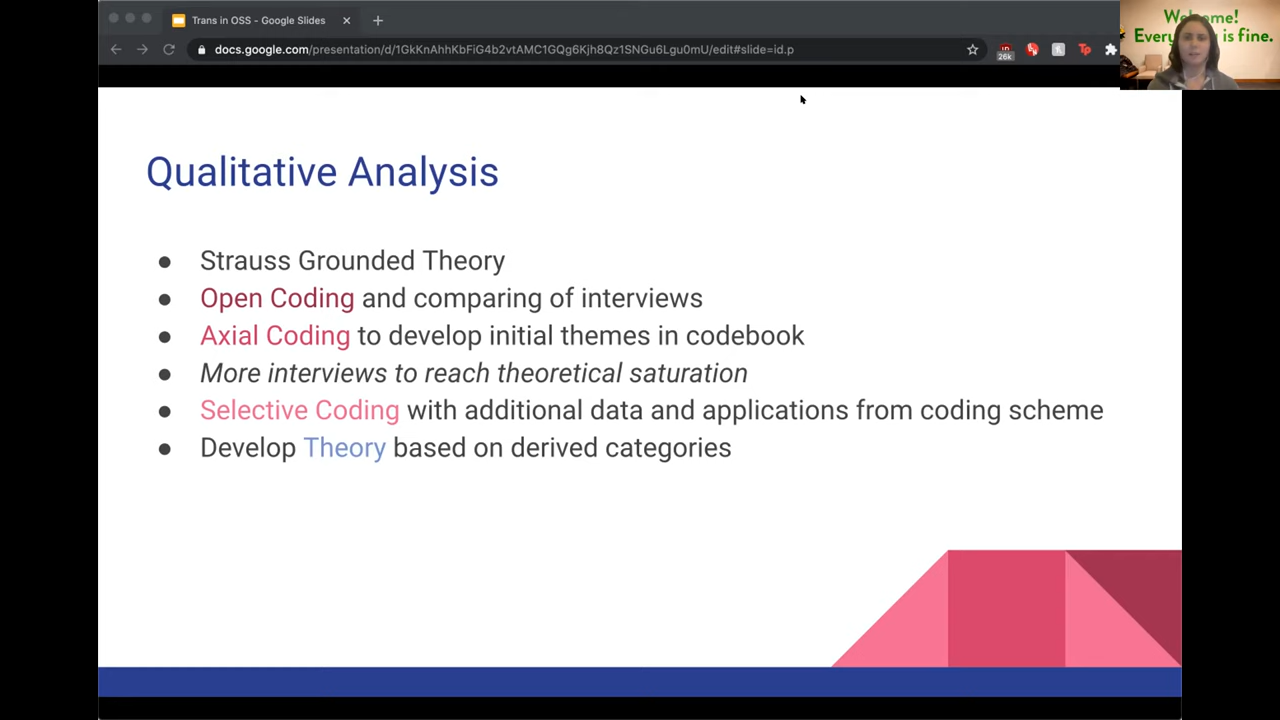 Trans in OSS - Google Slides
docs.google.com/presentation/d/1GkKnAhhKbFiG4b2vtAMC1GQg6Kjh8Qz1SNGu6Lgu0mU/edit#slide=id.p
26k
Tp
Welcome!
Everything is fine.
Qualitative Analysis
● Strauss Grounded Theory
● Open Coding and comparing of interviews
● Axial Coding to develop initial themes in codebook
● More interviews to reach theoretical saturation
● Selective Coding with additional data and applications from coding scheme
● Develop Theory based on derived categories